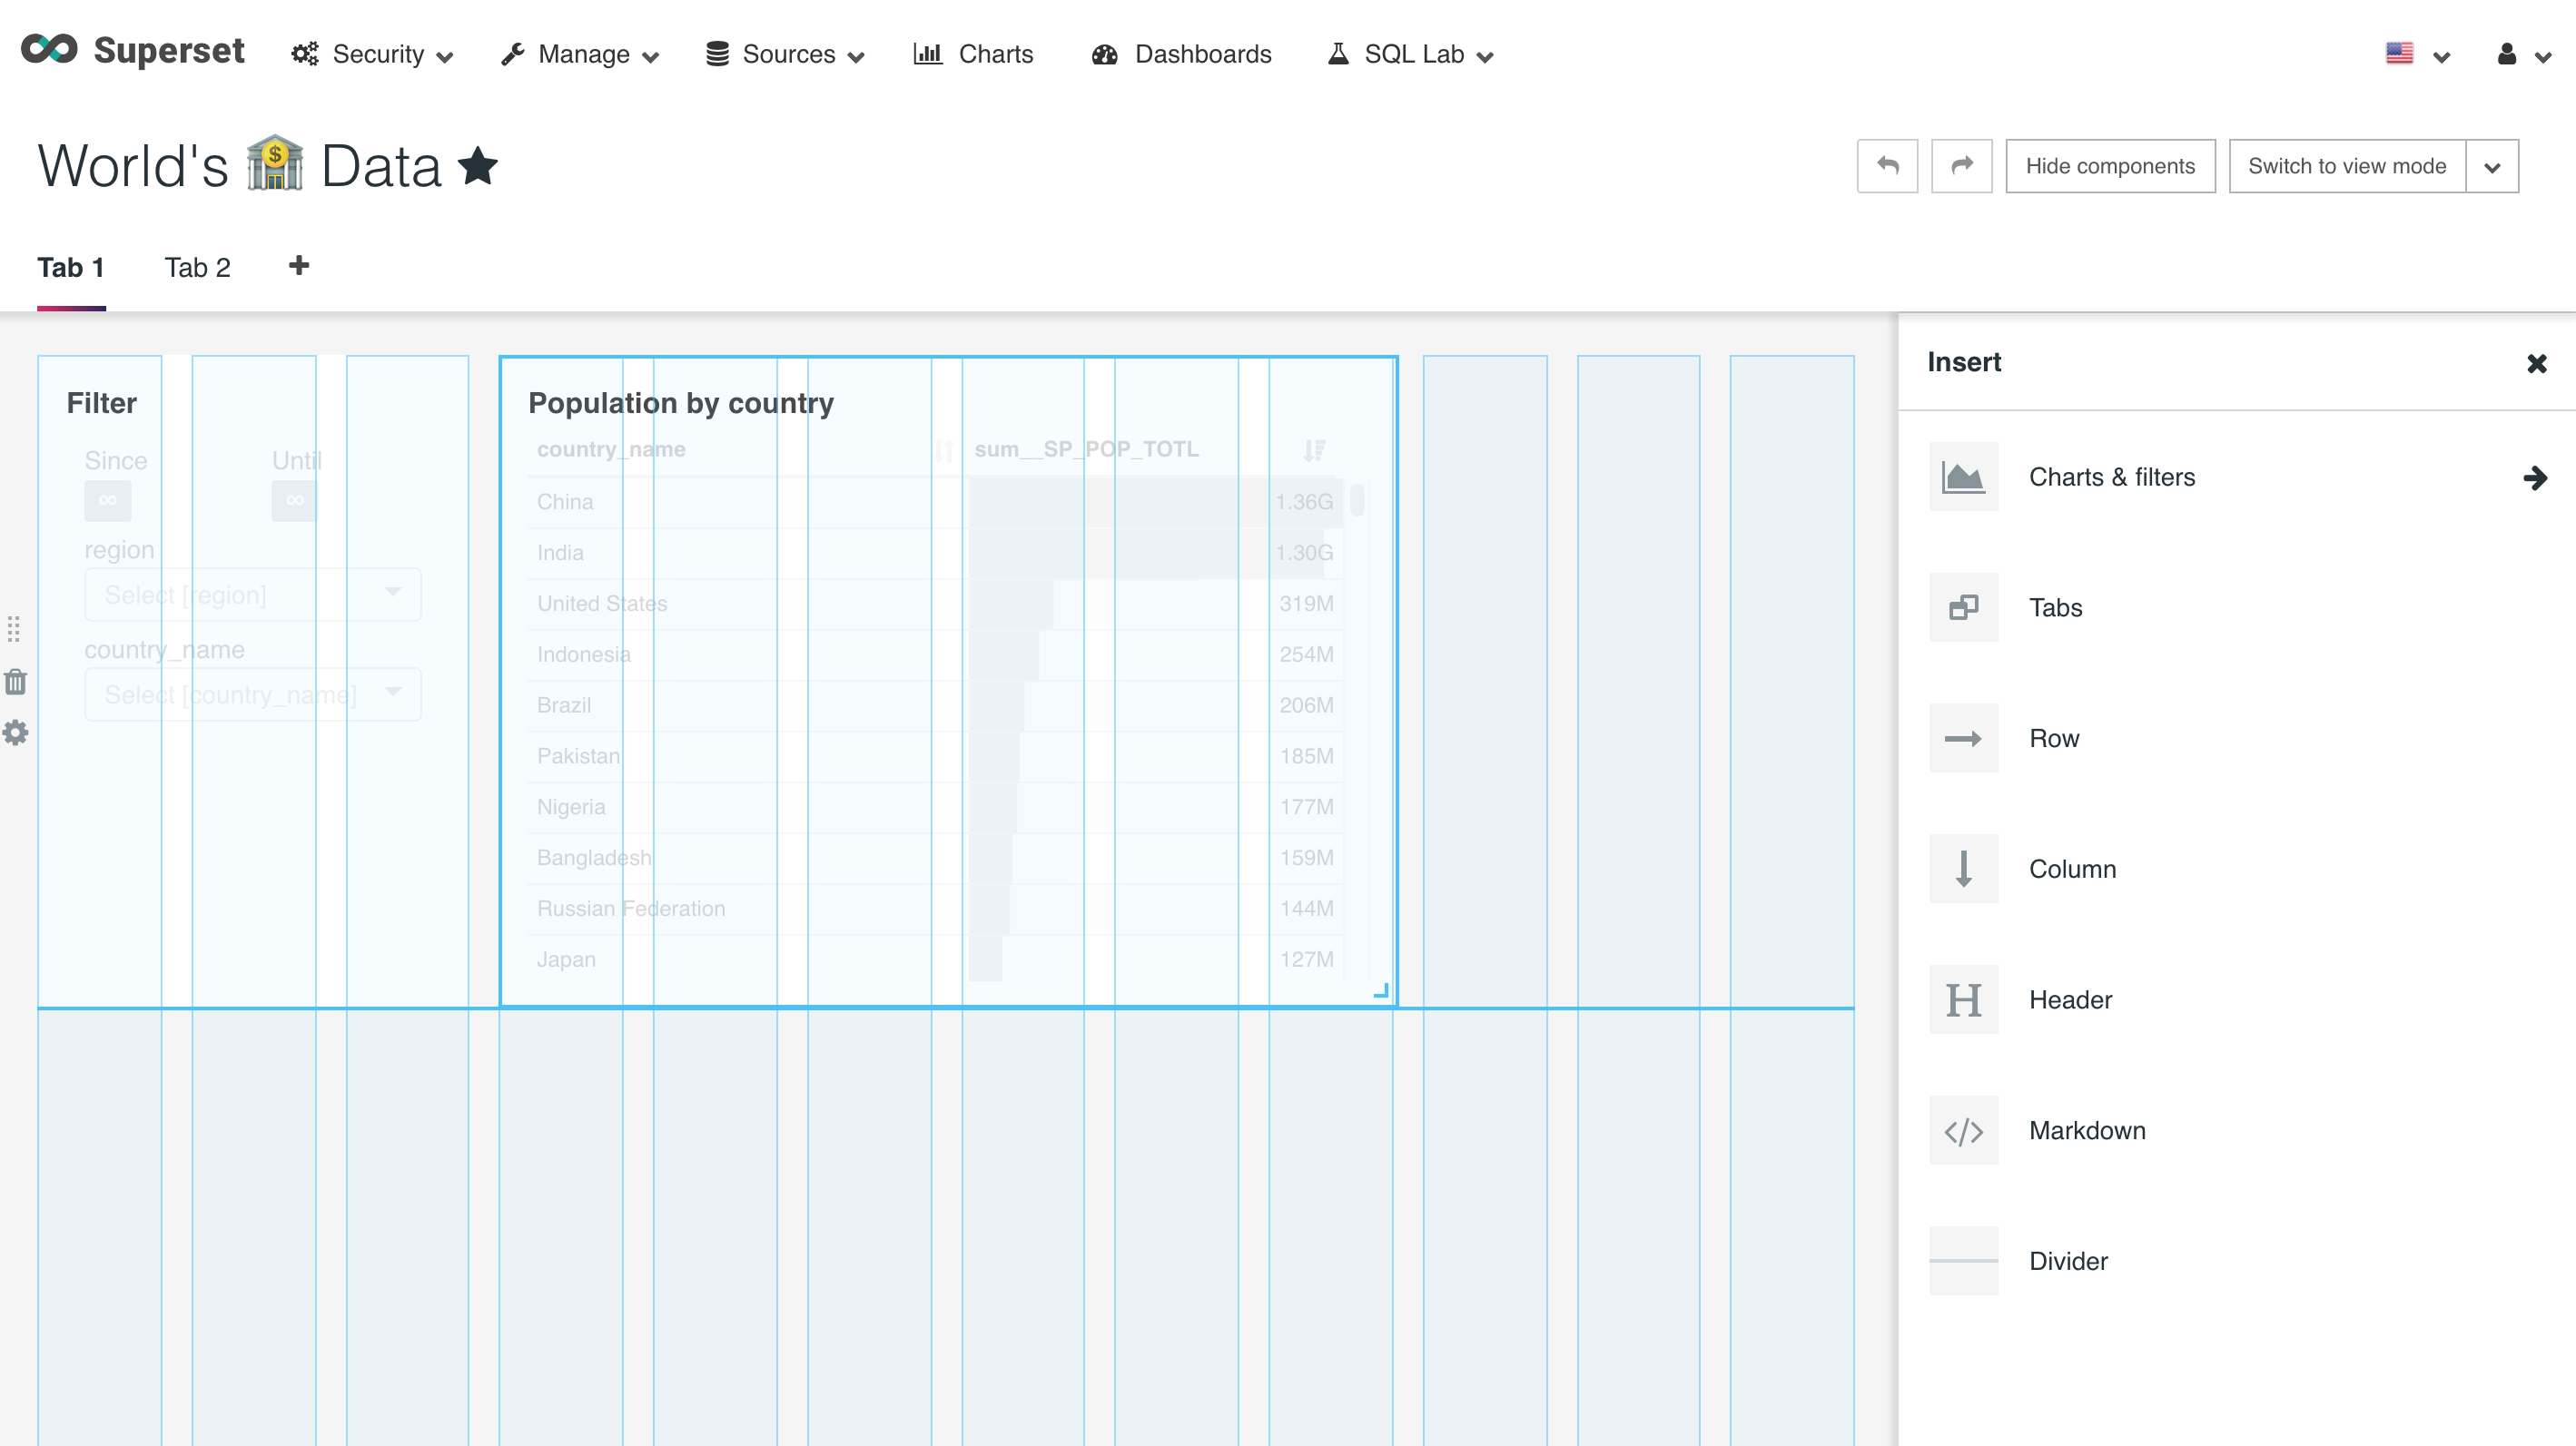 Superset Security Manage Sources Charts Dashboards SQL Lab
World's Data
Hide components Switch to view mode
Tab 1 Tab 2
Filter
Since Until
region
Select [region]
country_name
Select [country_name]
Population by country
country_name sum__SP_POP_TOTL
China 1.36G
India 1.30G
United States 319M
Indonesia 254M
Brazil 206M
Pakistan 185M
Nigeria 177M
Bangladesh 159M
Russian Federation 144M
Japan 127M
Insert
Charts & filters
Tabs
Row
Column
H Header
</> Markdown
Divider